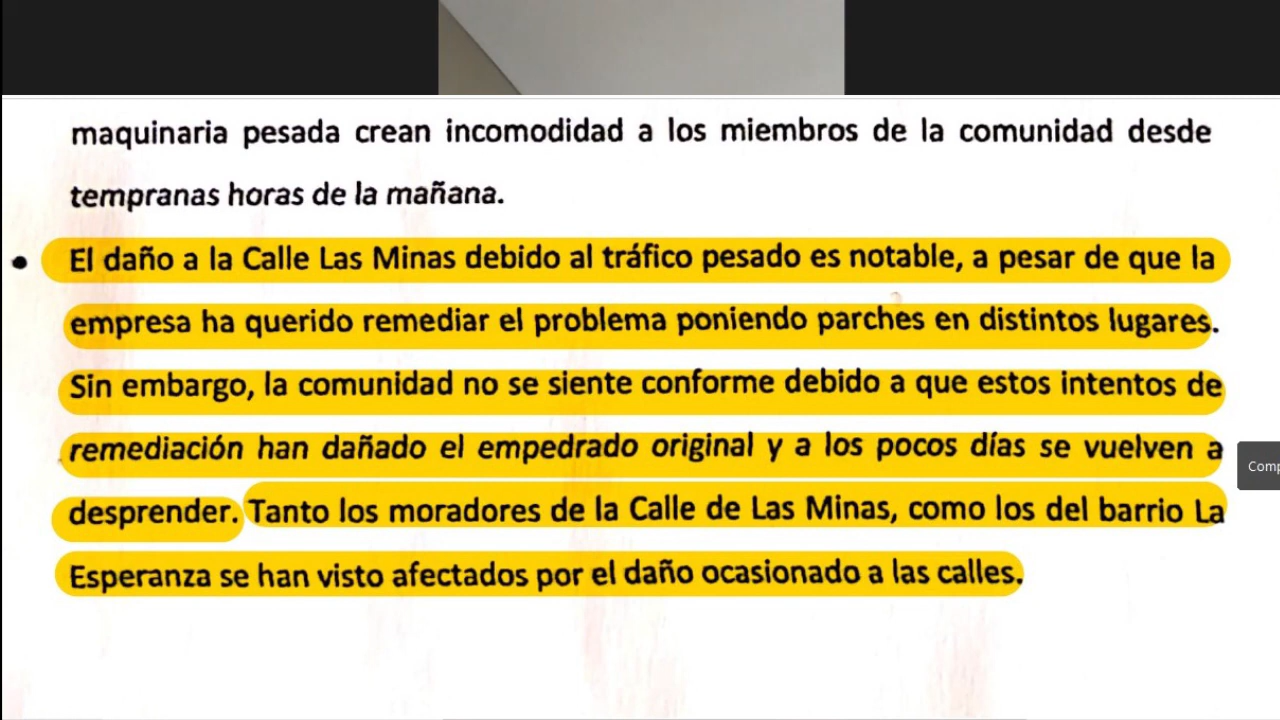 maquinaria pesada crean incomodidad a los miembros de la comunidad desde
tempranas horas de la mañana.
• El daño a la Calle Las Minas debido al tráfico pesado es notable, a pesar de que la
empresa ha querido remediar el problema poniendo parches en distintos lugares.
Sin embargo, la comunidad no se siente conforme debido a que estos intentos de
remediación han dañado el empedrado original y a los pocos días se vuelven a
desprender. Tanto los moradores de la Calle de Las Minas, como los del barrio La
Esperanza se han visto afectados por el daño ocasionado a las calles.
Comp